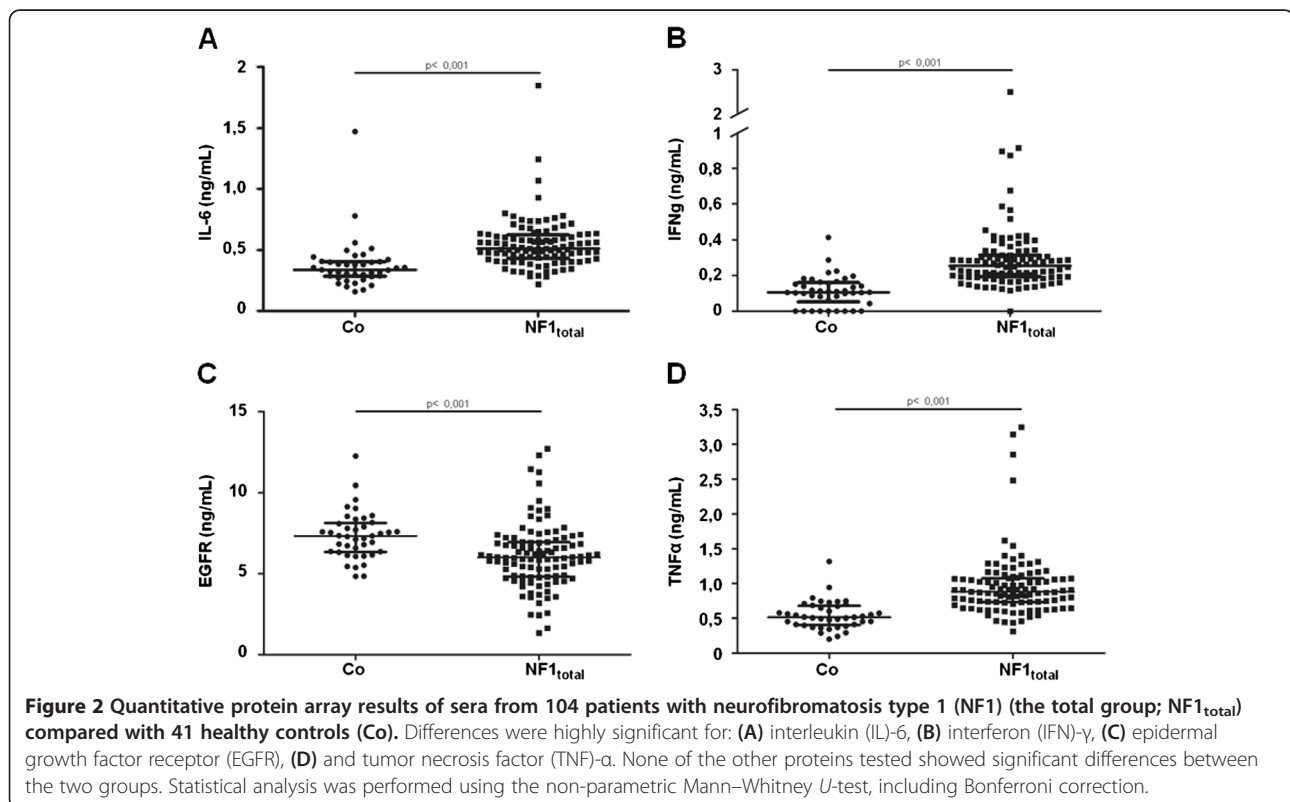 A
IL-6 (ng/mL)
2
1,5
1,0
0,5
0
p< 0,001
Co
NF1total
B
IFNg (ng/mL)
3
2
1
0,8
0,6
0,4
0,2
0
p< 0,001
Co
NF1total
C
EGFR (ng/mL)
15
10
5
0
p< 0,001
Co
NF1total
D
TNFα (ng/mL)
3,5
3,0
2,5
2,0
1,5
1,0
0,5
0
p< 0,001
Co
NF1total
Figure 2 Quantitative protein array results of sera from 104 patients with neurofibromatosis type 1 (NF1) (the total group; NF1total)
compared with 41 healthy controls (Co). Differences were highly significant for: (A) interleukin (IL)-6, (B) interferon (IFN)-γ, (C) epidermal
growth factor receptor (EGFR), (D) and tumor necrosis factor (TNF)-α. None of the other proteins tested showed significant differences between
the two groups. Statistical analysis was performed using the non-parametric Mann–Whitney U-test, including Bonferroni correction.